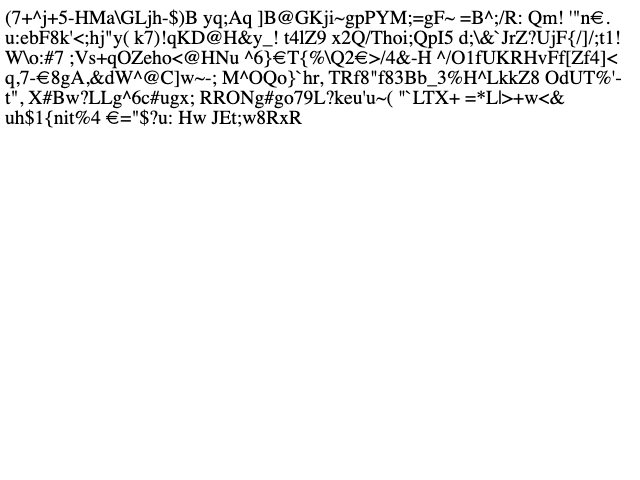 (7+^j+5-HMa\GLjh-$)B yq;Aq ]B@GKji~gpPYM;=gF~ =B^;/R: Qm! '"n€.
u:ebF8k'<;hj"y( k7)!qKD@H&y_! t4lZ9 x2Q/Thoi;QpI5 d;\&`JrZ?UjF{/]/;t1!
W\o:#7 ;Vs+qOZeho<@HNu ^6}€T{%\Q2€>/4&-H ^/O1fUKRHvFf[Zf4]<
q,7-€8gA,&dW^@C]w~-; M^OQo}`hr, TRf8"f83Bb_3%H^LkkZ8 OdUT%'-
t", X#Bw?LLg^6c#ugx; RRONg#go79L?keu'u~( "`LTX+ =*L|>+w<&
uh$1{nit%4 €="$?u: Hw JEt;w8RxR